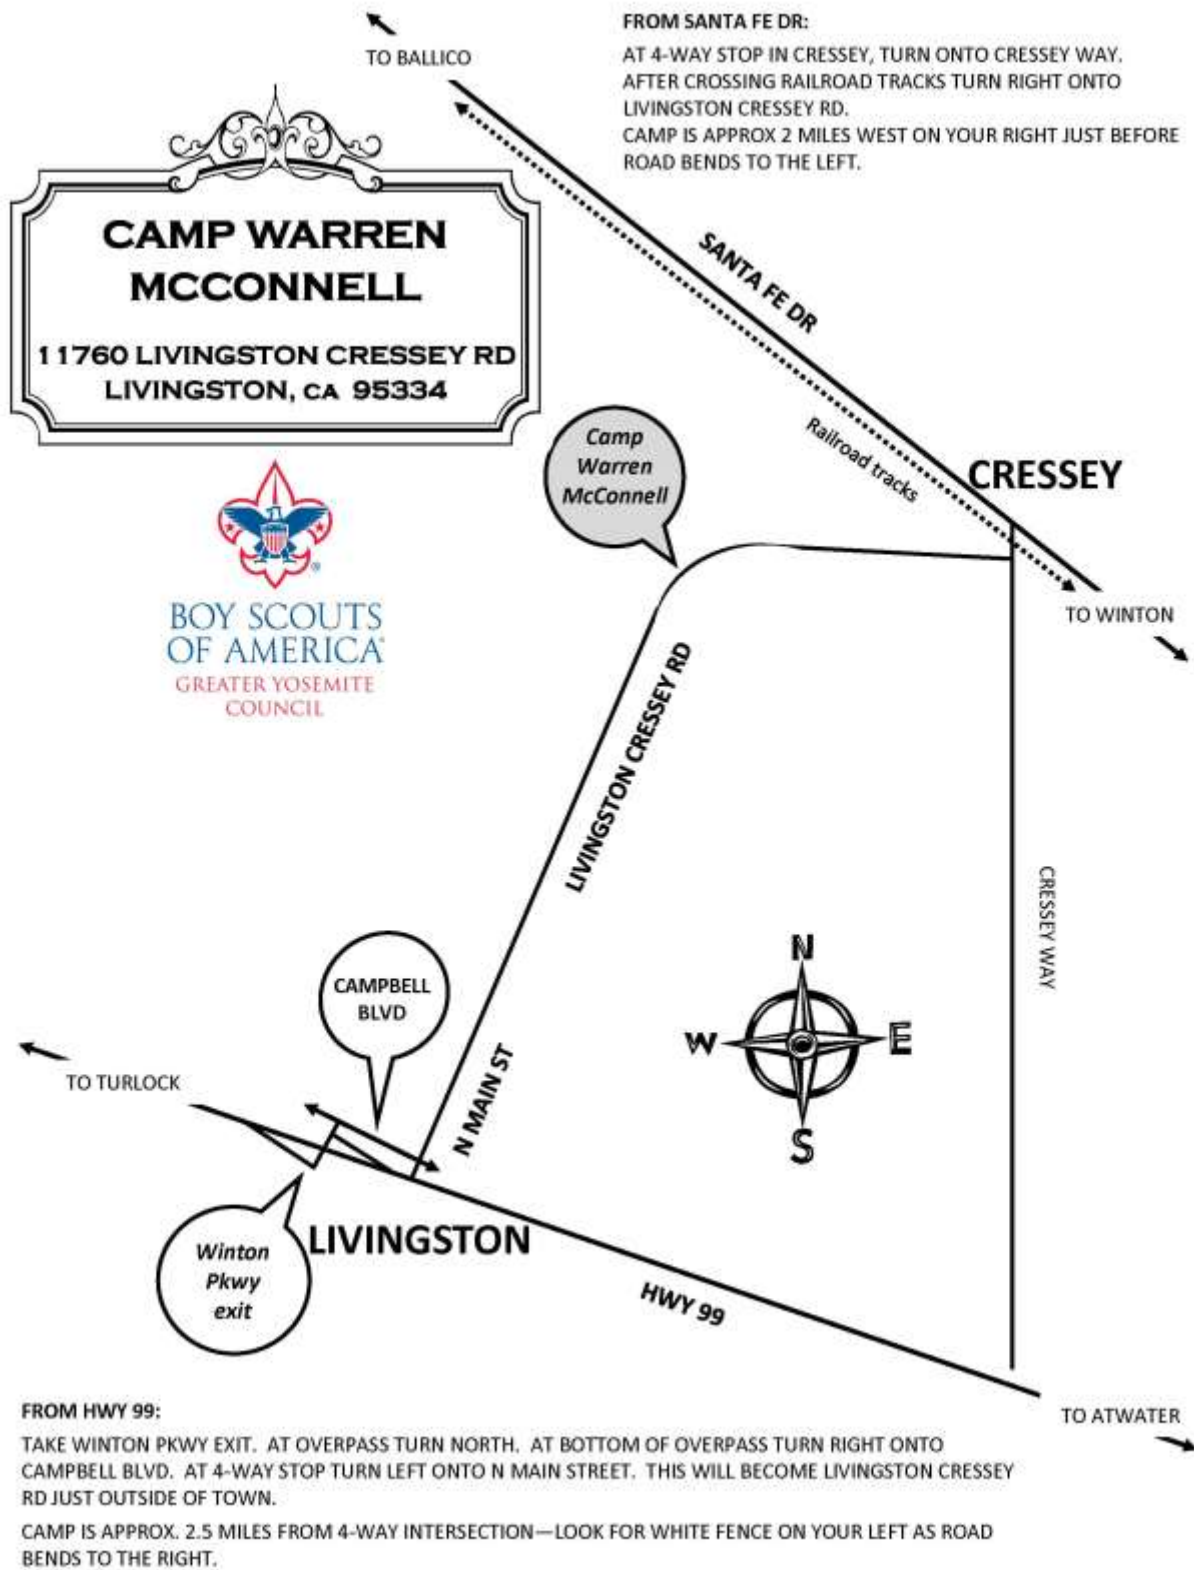 FROM SANTA FE DR:
AT 4-WAY STOP IN CRESSEY, TURN ONTO CRESSEY WAY.
AFTER CROSSING RAILROAD TRACKS TURN RIGHT ONTO
LIVINGSTON CRESSEY RD.
CAMP IS APPROX 2 MILES WEST ON YOUR RIGHT JUST BEFORE
ROAD BENDS TO THE LEFT.
TO BALLICO
CAMP WARREN
MCCONNELL
11760 LIVINGSTON CRESSEY RD
LIVINGSTON, CA 95334
SANTA FE DR
Railroad tracks
CRESSEY
Camp
Warren
McConnell
TO WINTON
BOY SCOUTS
OF AMERICA®
GREATER YOSEMITE
COUNCIL
LIVINGSTON CRESSEY RD
CRESSEY WAY
N
W E
S
CAMPBELL
BLVD
N MAIN ST
TO TURLOCK
LIVINGSTON
Winton
Pkwy
exit
HWY 99
TO ATWATER
FROM HWY 99:
TAKE WINTON PKWY EXIT. AT OVERPASS TURN NORTH. AT BOTTOM OF OVERPASS TURN RIGHT ONTO
CAMPBELL BLVD. AT 4-WAY STOP TURN LEFT ONTO N MAIN STREET. THIS WILL BECOME LIVINGSTON CRESSEY
RD JUST OUTSIDE OF TOWN.
CAMP IS APPROX. 2.5 MILES FROM 4-WAY INTERSECTION—LOOK FOR WHITE FENCE ON YOUR LEFT AS ROAD
BENDS TO THE RIGHT.